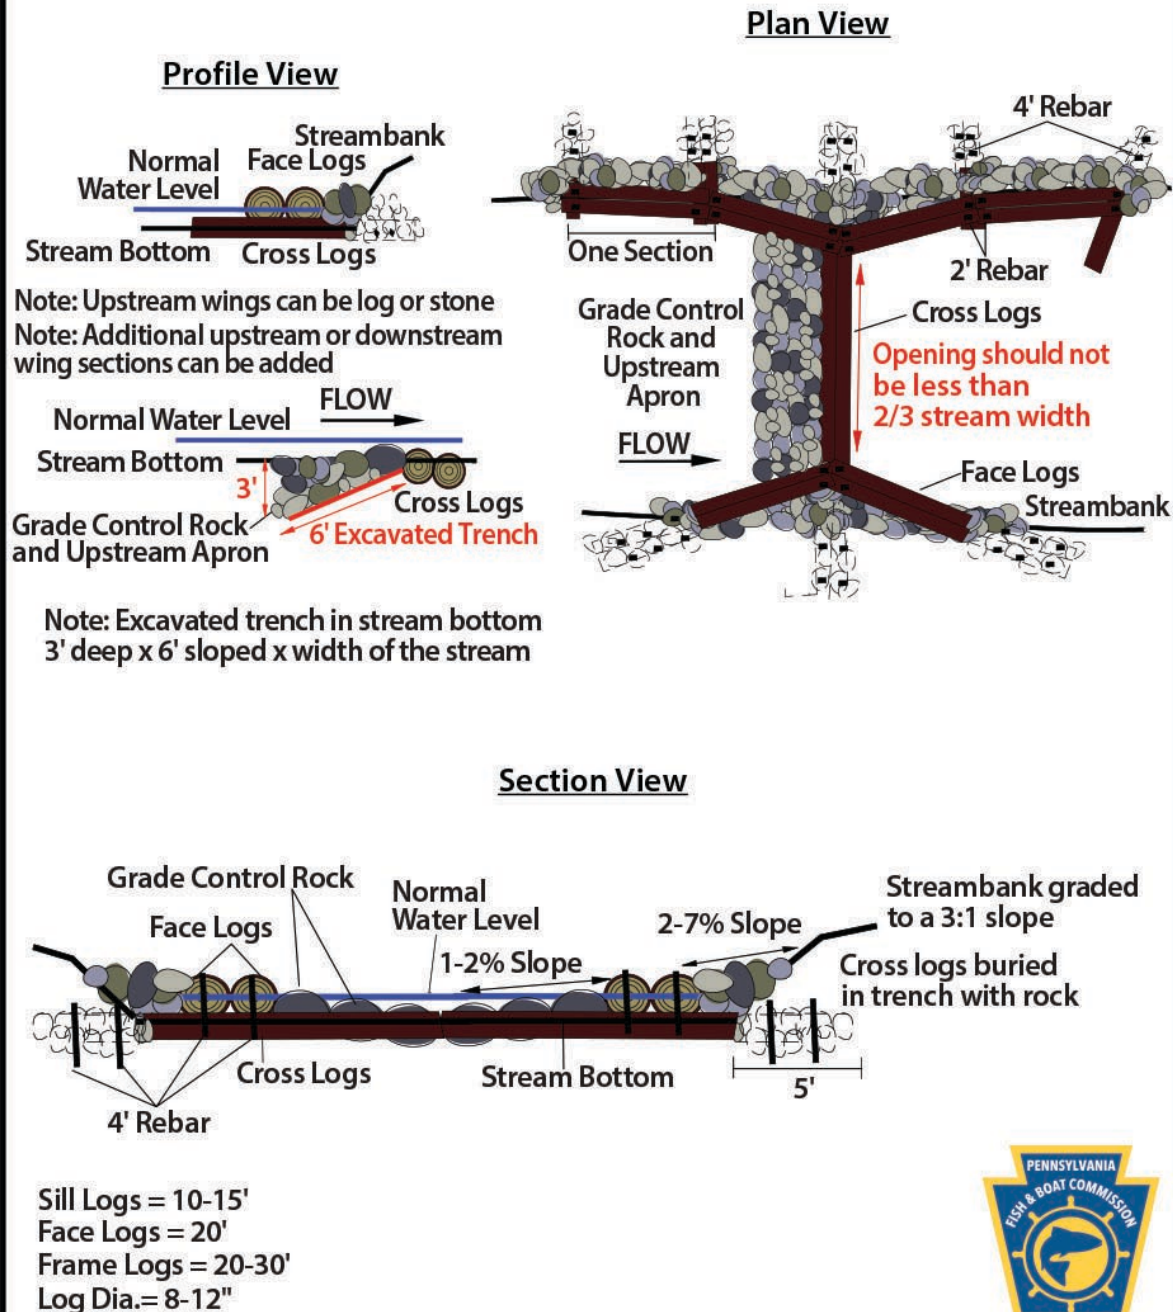 Plan View
Profile View
Streambank
Normal
Water Level
Face Logs
Stream Bottom
Cross Logs
4' Rebar
One Section
2' Rebar
Note: Upstream wings can be log or stone
Note: Additional upstream or downstream
wing sections can be added
Grade Control
Rock and
Upstream
Apron
Cross Logs
Opening should not
be less than
2/3 stream width
FLOW
Normal Water Level
Stream Bottom
3'
Cross Logs
6' Excavated Trench
Grade Control Rock
and Upstream Apron
FLOW
Face Logs
Streambank
Note: Excavated trench in stream bottom
3' deep x 6' sloped x width of the stream
Section View
Grade Control Rock
Face Logs
Normal
Water Level
1-2% Slope
2-7% Slope
Streambank graded
to a 3:1 slope
Cross logs buried
in trench with rock
Cross Logs
Stream Bottom
5'
4' Rebar
Sill Logs = 10-15'
Face Logs = 20'
Frame Logs = 20-30'
Log Dia.= 8-12"
PENNSYLVANIA
FISH & BOAT COMMISSION